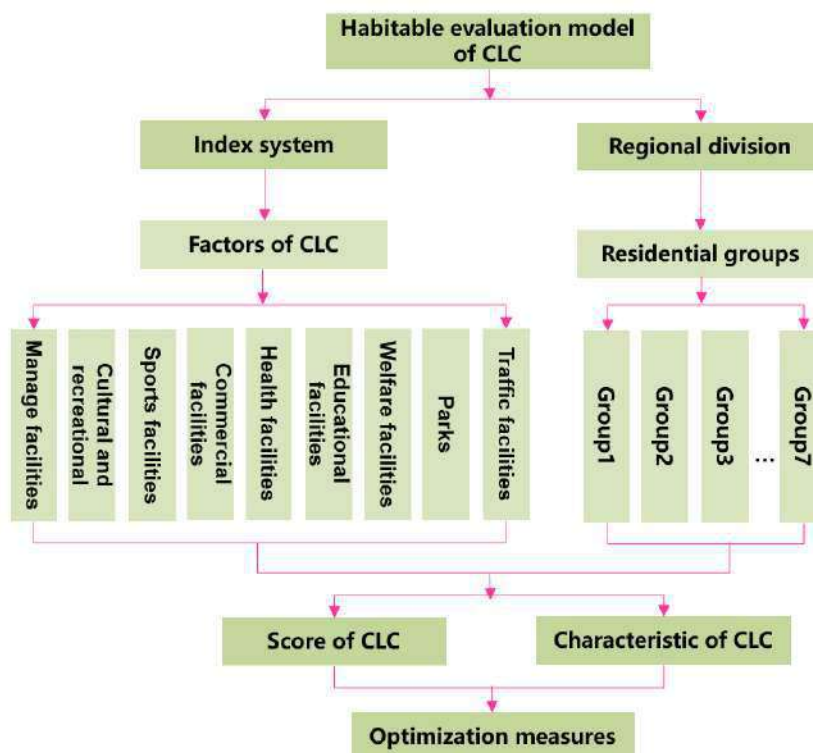 Habitable evaluation model
of CLC
Index system
Regional division
Factors of CLC
Residential groups
Manage facilities
Cultural and
recreational
Sports facilities
Commercial
facilities
Health facilities
Educational
facilities
Welfare facilities
Parks
Traffic facilities
Group1
Group2
Group3
...
Group7
Score of CLC
Characteristic of CLC
Optimization measures